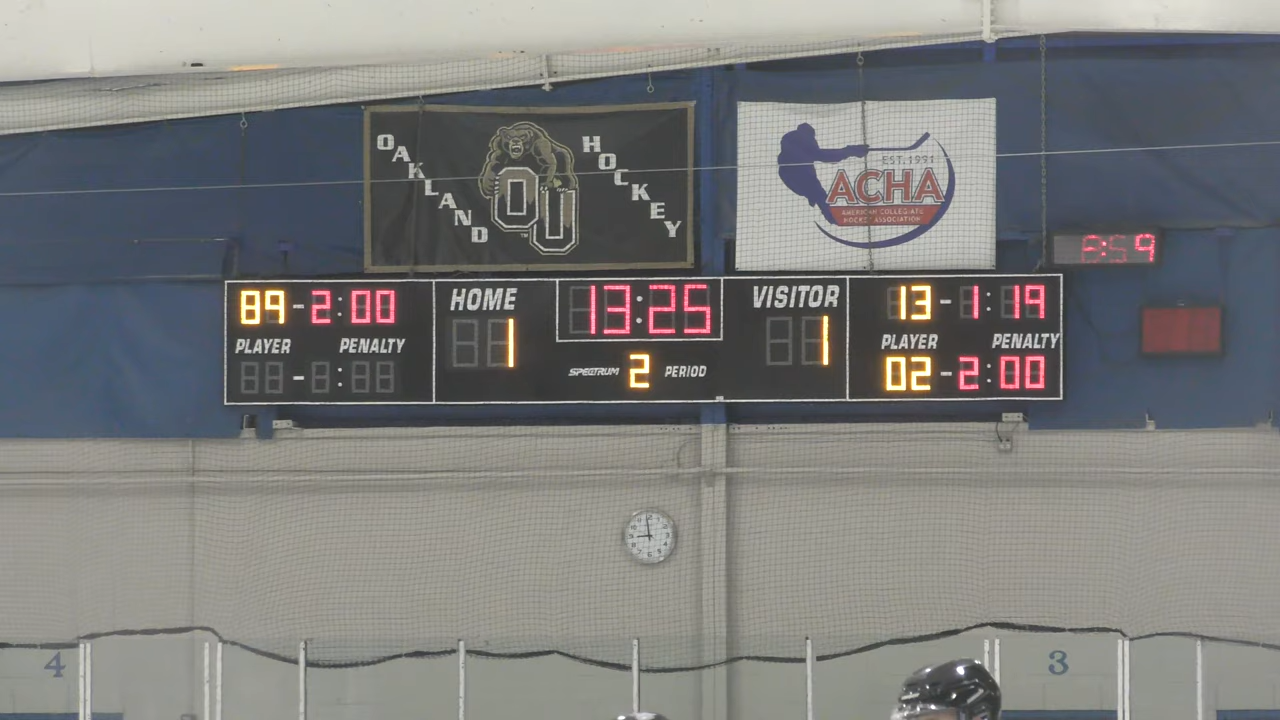 OAKLAND HOCKEY
OU
TM
EST. 1991
ACHA
AMERICAN COLLEGIATE
HOCKEY ASSOCIATION
89-2:00
PLAYER PENALTY
HOME
1
13:25
SPECTRUM 2 PERIOD
VISITOR
1
13-1:19
PLAYER PENALTY
02-2:00
4
3